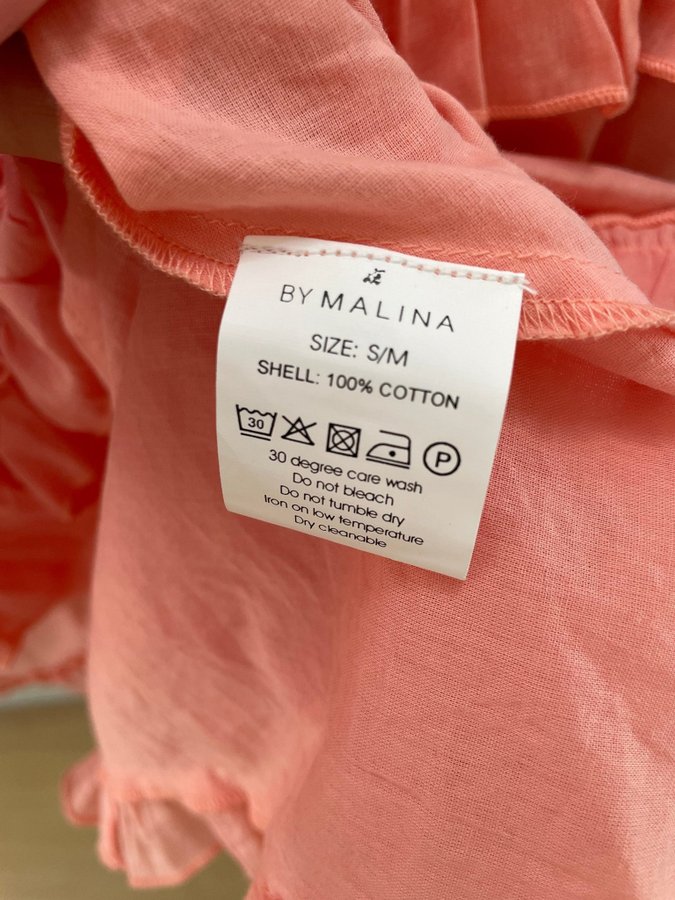 BY MALINA
SIZE: S/M
SHELL: 100% COTTON
30
P
30 degree care wash
Do not bleach
Do not tumble dry
Iron on low temperature
Dry cleanable